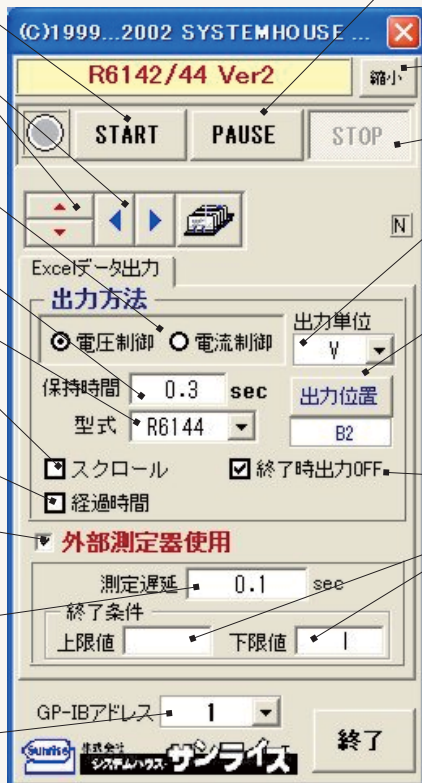 (C)1999...2002 SYSTEMHOUSE ...
R6142/44 Ver2
縮小
START PAUSE STOP
N
Excelデータ出力
出力方法
電圧制御 電流制御
出力単位
V
保持時間 0.3 sec
出力位置
型式 R6144
B2
スクロール
終了時出力OFF
経過時間
外部測定器使用
測定遅延 0.1 sec
終了条件
上限値 下限値
GP-IBアドレス 1
終了
Sunrise 株式会社
システムハウス・サンライズ